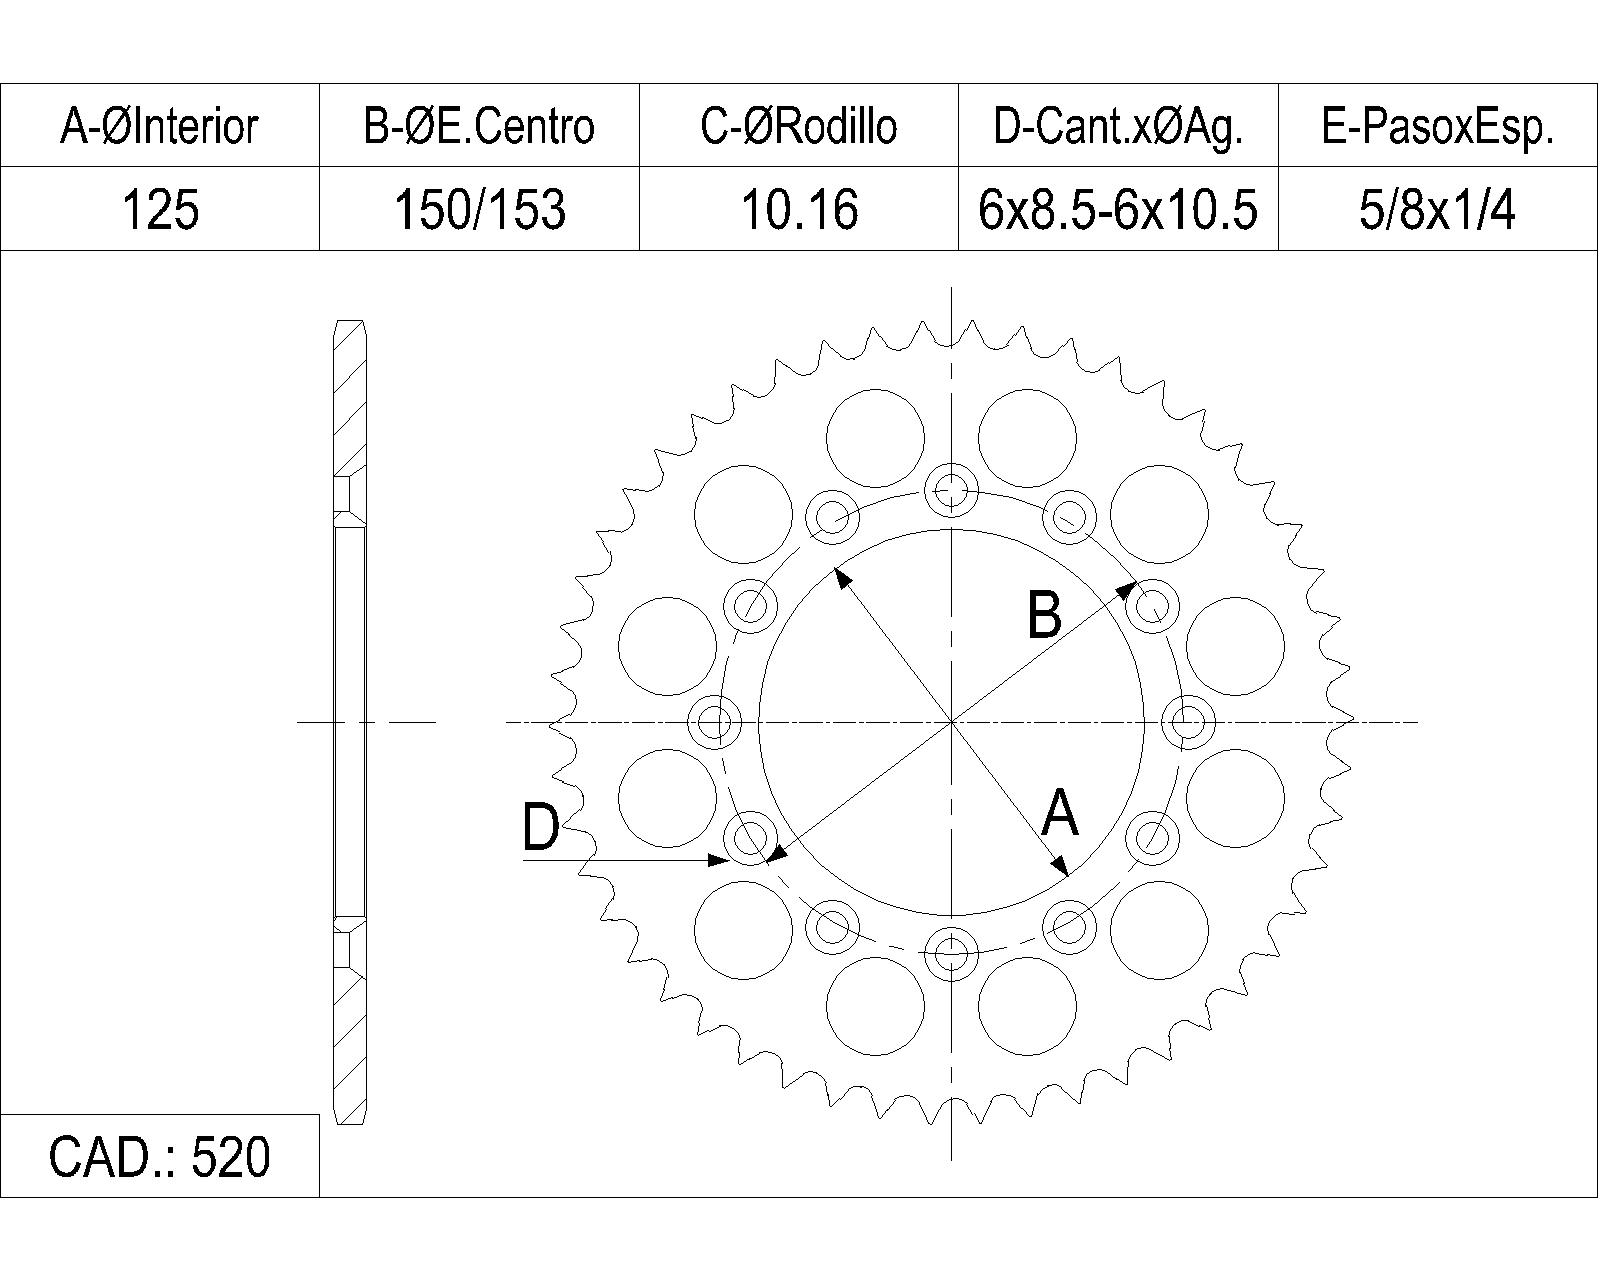 A-ØInterior B-ØE.Centro C-ØRodillo D-Cant.xØAg. E-PasoxEsp.
125 150/153 10.16 6x8.5-6x10.5 5/8x1/4
B
A
D
CAD.: 520